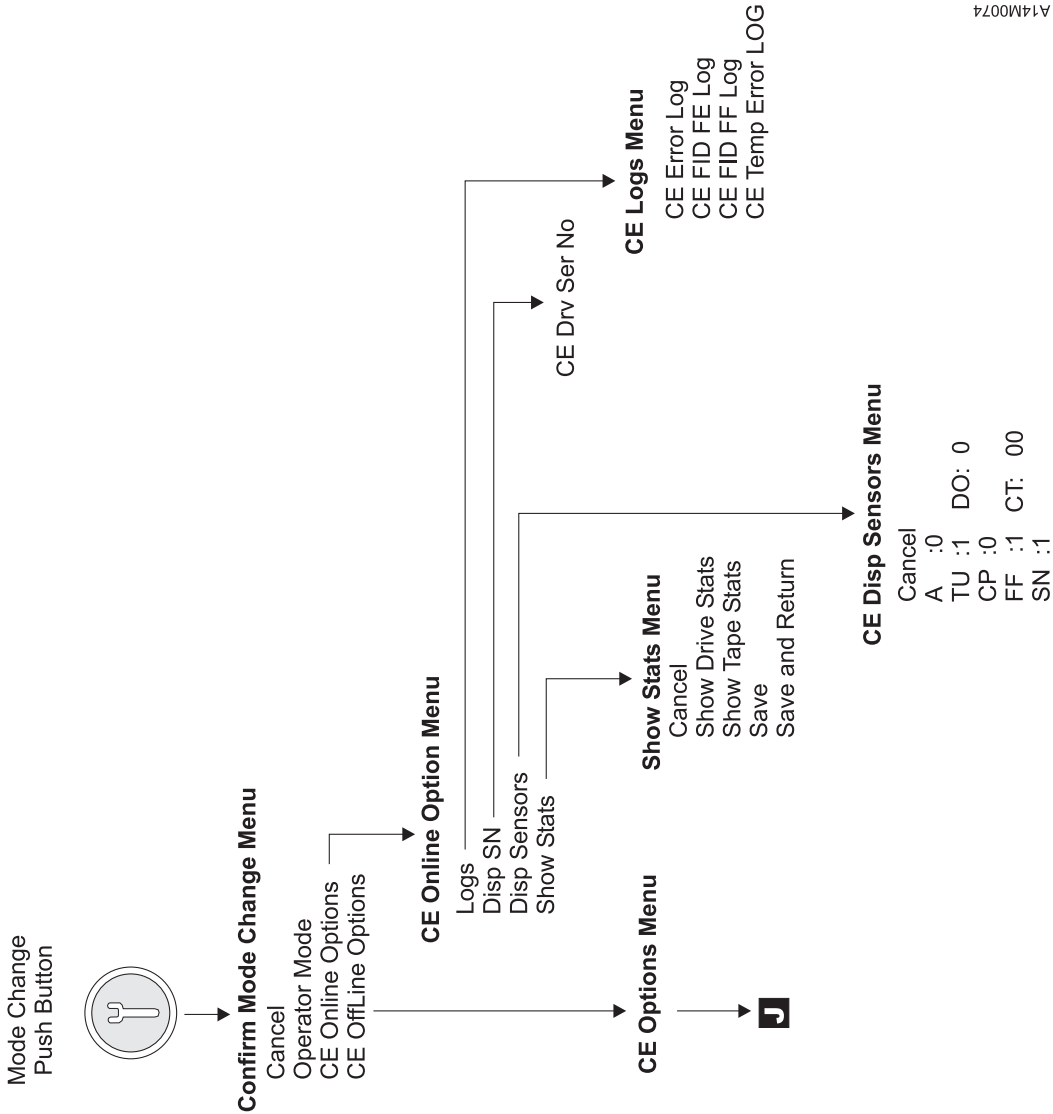 Mode Change
Push Button
Confirm Mode Change Menu
Cancel
Operator Mode
CE Online Options
CE OffLine Options
CE Online Option Menu
Logs
Disp SN
Disp Sensors
Show Stats
CE Options Menu
J
Show Stats Menu
Cancel
Show Drive Stats
Show Tape Stats
Save
Save and Return
CE Disp Sensors Menu
Cancel
A :0
TU :1 DO: 0
CP :0
FF :1 CT: 00
SN :1
CE Drv Ser No
CE Logs Menu
CE Error Log
CE FID FE Log
CE FID FF Log
CE Temp Error LOG
A14M0074